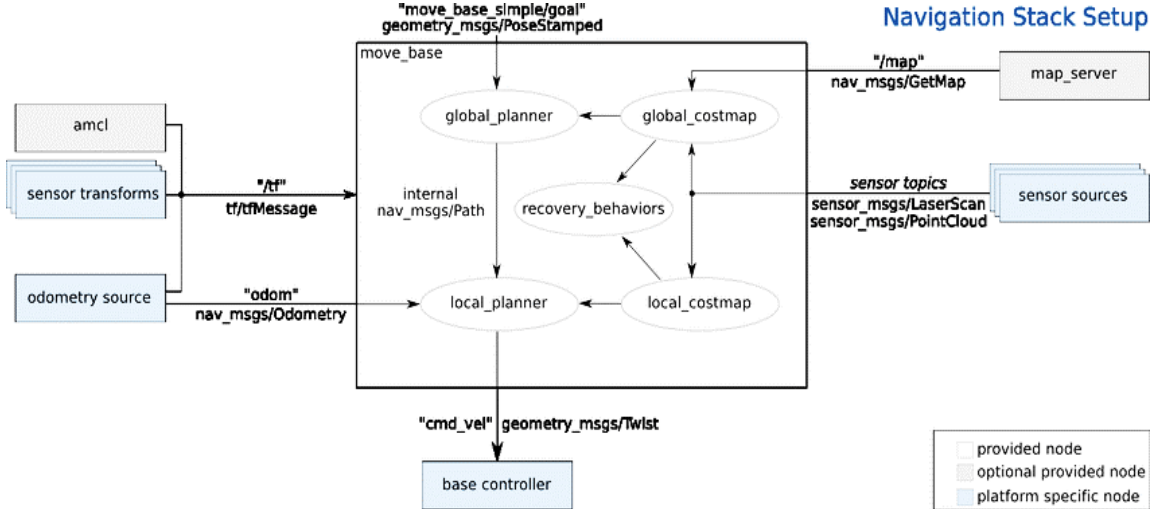 Navigation Stack Setup
"move_base_simple/goal"
geometry_msgs/PoseStamped
move_base
"/map"
nav_msgs/GetMap
map_server
amcl
global_planner
global_costmap
sensor transforms
"/tf"
tf/tfMessage
internal
nav_msgs/Path
recovery_behaviors
sensor topics
sensor_msgs/LaserScan
sensor_msgs/PointCloud
sensor sources
odometry source
"odom"
nav_msgs/Odometry
local_planner
local_costmap
"cmd_vel" geometry_msgs/Twist
base controller
provided node
optional provided node
platform specific node